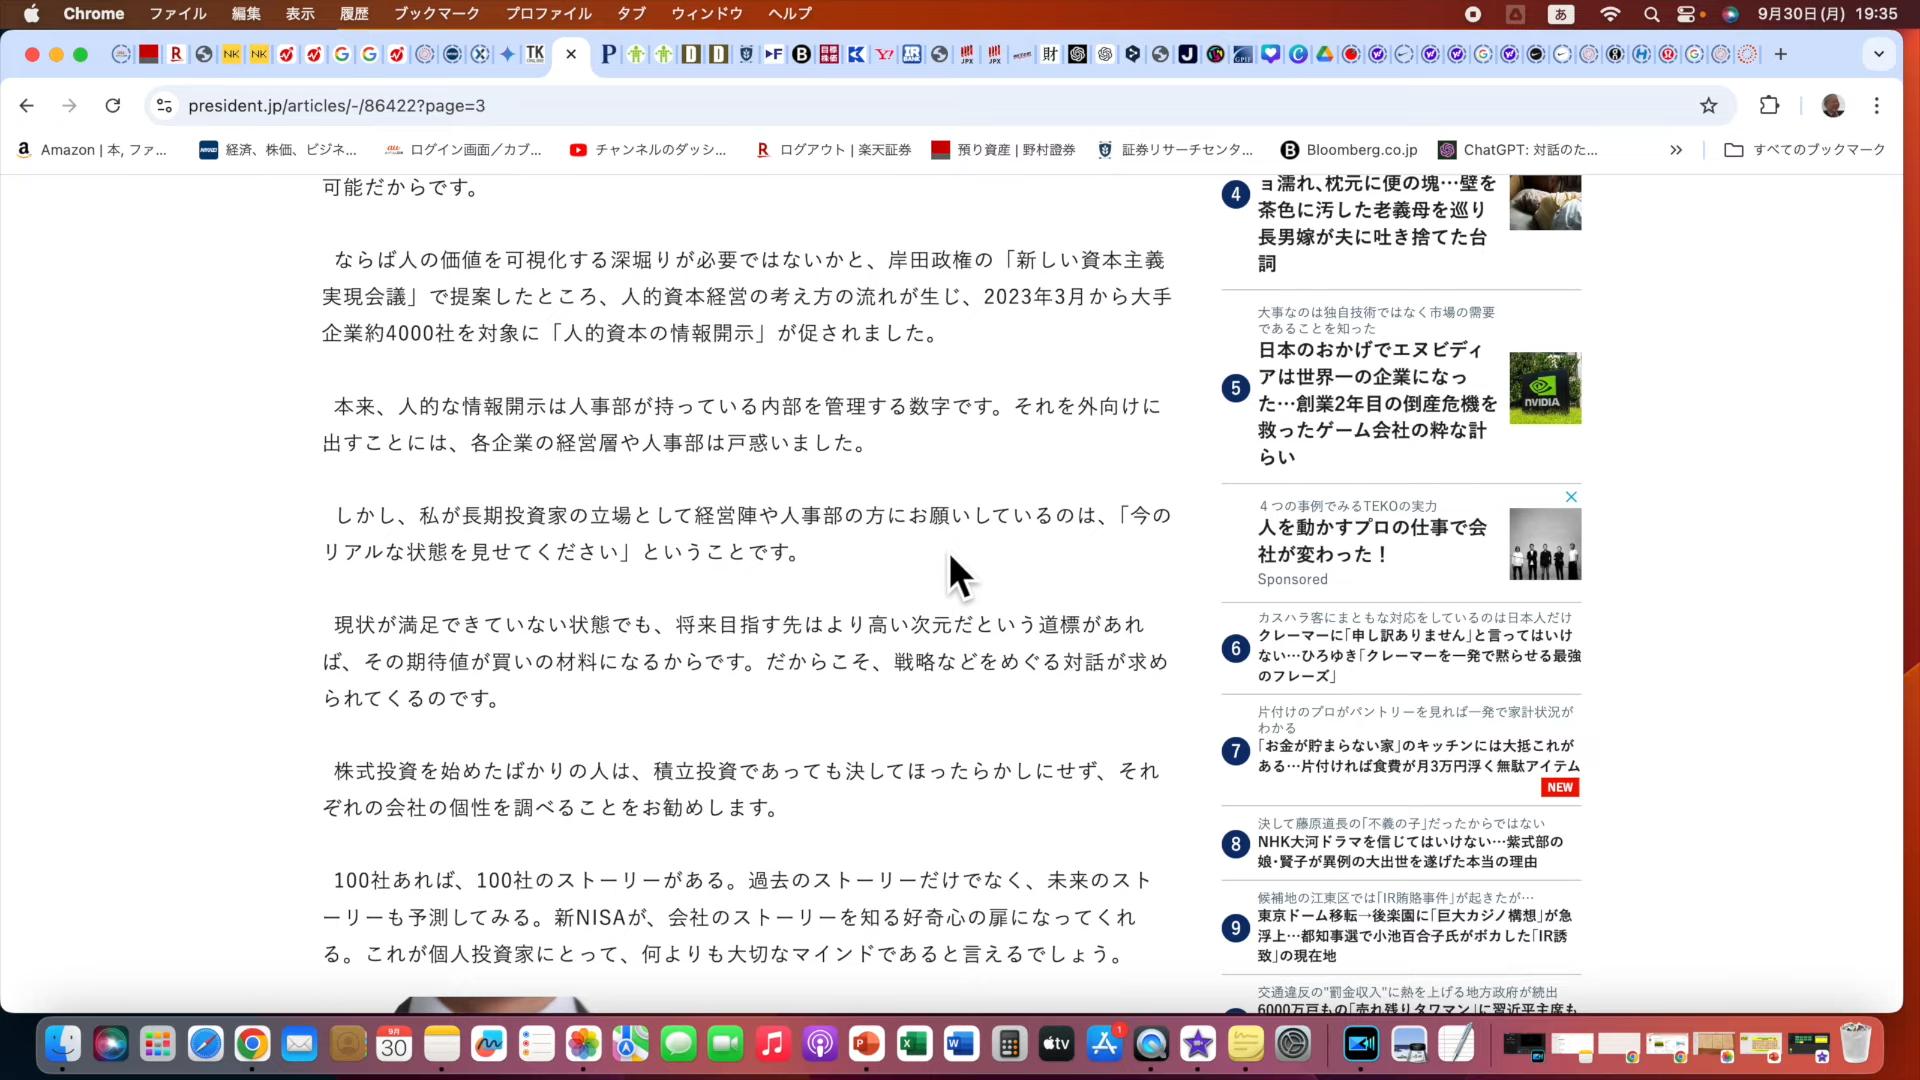 Chrome ファイル 編集 表示 履歴 ブックマーク プロファイル タブ ウィンドウ ヘルプ
あ 9月30日(月) 19:35
president.jp/articles/-/86422?page=3
Amazon | 本, ファ... 経済、株価、ビジネ... ログイン画面／カブ... チャンネルのダッシ... ログアウト | 楽天証券 預り資産 | 野村證券 証券リサーチセンタ... Bloomberg.co.jp ChatGPT: 対話のた... すべてのブックマーク
可能だからです。
ならば人の価値を可視化する深堀りが必要ではないかと、岸田政権の「新しい資本主義
実現会議」で提案したところ、人的資本経営の考え方の流れが生じ、2023年3月から大手
企業約4000社を対象に「人的資本の情報開示」が促されました。
本来、人的な情報開示は人事部が持っている内部を管理する数字です。それを外向けに
出すことには、各企業の経営層や人事部は戸惑いました。
しかし、私が長期投資家の立場として経営陣や人事部の方にお願いしているのは、「今の
リアルな状態を見せてください」ということです。
現状が満足できていない状態でも、将来目指す先はより高い次元だという道標があれ
ば、その期待値が買いの材料になるからです。だからこそ、戦略などをめぐる対話が求め
られてくるのです。
株式投資を始めたばかりの人は、積立投資であっても決してほったらかしにせず、それ
ぞれの会社の個性を調べることをお勧めします。
100社あれば、100社のストーリーがある。過去のストーリーだけでなく、未来のスト
ーリーも予測してみる。新NISAが、会社のストーリーを知る好奇心の扉になってくれ
る。これが個人投資家にとって、何よりも大切なマインドであると言えるでしょう。
4
ョ濡れ､枕元に便の塊…壁を
茶色に汚した老義母を巡り
長男嫁が夫に吐き捨てた台
詞
大事なのは独自技術ではなく市場の需要
であることを知った
5
日本のおかげでエヌビディ
アは世界一の企業になっ
た…創業2年目の倒産危機を
救ったゲーム会社の粋な計
らい
NVIDIA
４つの事例でみるTEKOの実力
人を動かすプロの仕事で会
社が変わった！
Sponsored
カスハラ客にまともな対応をしているのは日本人だけ
6
クレーマーに｢申し訳ありません｣と言ってはいけ
ない…ひろゆき｢クレーマーを一発で黙らせる最強
のフレーズ｣
片付けのプロがパントリーを見れば一発で家計状況が
わかる
7
｢お金が貯まらない家｣のキッチンには大抵これが
ある…片付ければ食費が月3万円浮く無駄アイテム
NEW
決して藤原道長の｢不義の子｣だったからではない
8
NHK大河ドラマを信じてはいけない…紫式部の
娘･賢子が異例の大出世を遂げた本当の理由
候補地の江東区では｢IR賄賂事件｣が起きたが…
9
東京ドーム移転→後楽園に｢巨大カジノ構想｣が急
浮上…都知事選で小池百合子氏がボカした｢IR誘
致｣の現在地
交通違反の"罰金収入"に熱を上げる地方政府が続出
6000万戸もの｢売れ残りタワマン｣に習近平主席も
9月
30
tv
1